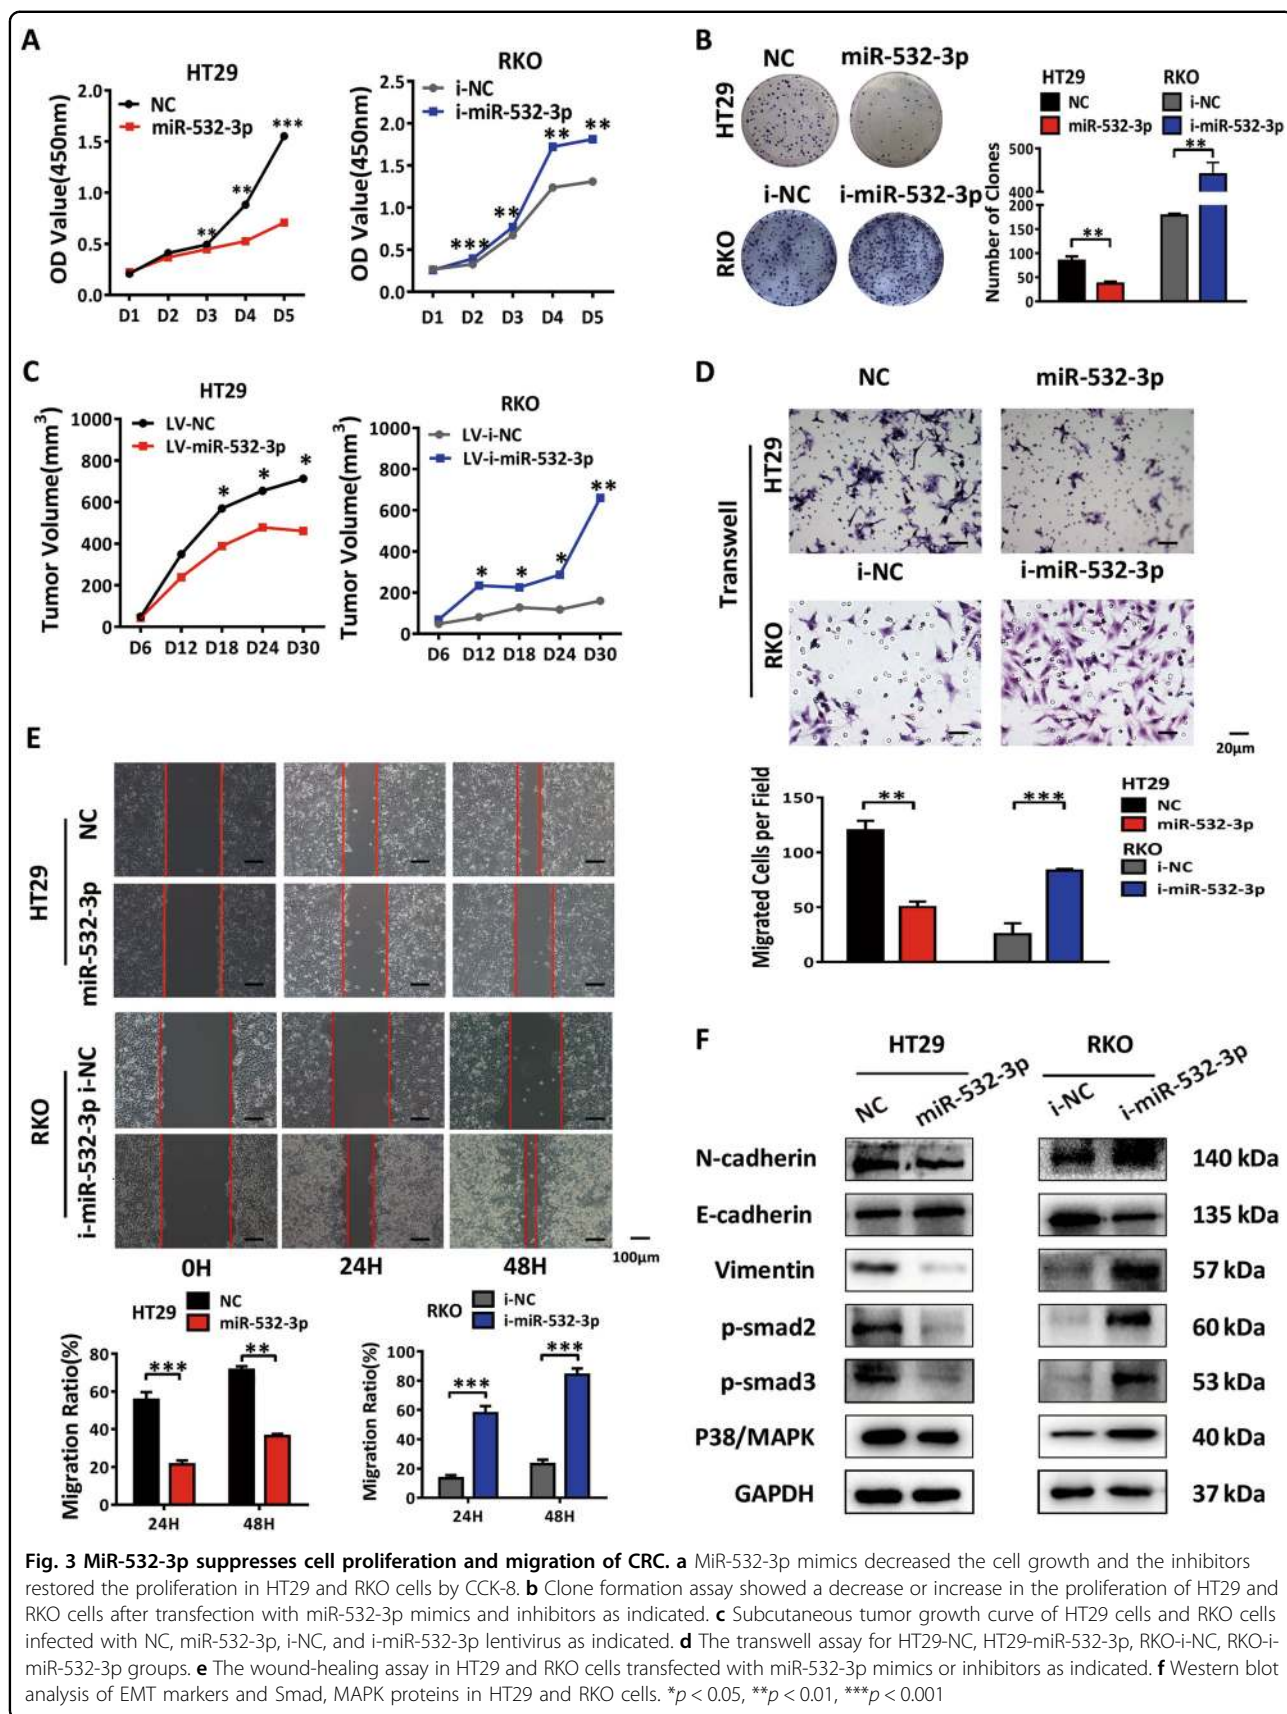 A
HT29
NC
miR-532-3p
OD Value(450nm)
2.0
1.5
1.0
0.5
0.0
**
**
***
D1 D2 D3 D4 D5
RKO
i-NC
i-miR-532-3p
OD Value(450nm)
2.5
2.0
1.5
1.0
0.5
0.0
***
**
**
**
D1 D2 D3 D4 D5
B
NC miR-532-3p
HT29
i-NC i-miR-532-3p
RKO
HT29 RKO
NC i-NC
miR-532-3p i-miR-532-3p
Number of Clones
500
400
200
150
100
50
0
**
**
C
HT29
LV-NC
LV-miR-532-3p
Tumor Volume(mm3)
1000
800
600
400
200
0
* * *
D6 D12 D18 D24 D30
RKO
LV-i-NC
LV-i-miR-532-3p
Tumor Volume(mm3)
1000
800
600
400
200
0
* * * **
D6 D12 D18 D24 D30
D
NC miR-532-3p
Transwell
HT29
i-NC i-miR-532-3p
RKO
20μm
Migrated Cells per Field
150
100
50
0
** ***
HT29
NC
miR-532-3p
RKO
i-NC
i-miR-532-3p
E
HT29
NC
miR-532-3p
RKO
i-NC
i-miR-532-3p
0H 24H 48H
100μm
HT29
NC
miR-532-3p
Migration Ratio(%)
80
60
40
20
0
*** **
24H 48H
RKO
i-NC
i-miR-532-3p
Migration Ratio(%)
100
80
60
40
20
0
*** ***
24H 48H
F
HT29 RKO
NC miR-532-3p i-NC i-miR-532-3p
N-cadherin 140 kDa
E-cadherin 135 kDa
Vimentin 57 kDa
p-smad2 60 kDa
p-smad3 53 kDa
P38/MAPK 40 kDa
GAPDH 37 kDa
Fig. 3 MiR-532-3p suppresses cell proliferation and migration of CRC. a MiR-532-3p mimics decreased the cell growth and the inhibitors
restored the proliferation in HT29 and RKO cells by CCK-8. b Clone formation assay showed a decrease or increase in the proliferation of HT29 and
RKO cells after transfection with miR-532-3p mimics and inhibitors as indicated. c Subcutaneous tumor growth curve of HT29 cells and RKO cells
infected with NC, miR-532-3p, i-NC, and i-miR-532-3p lentivirus as indicated. d The transwell assay for HT29-NC, HT29-miR-532-3p, RKO-i-NC, RKO-i-
miR-532-3p groups. e The wound-healing assay in HT29 and RKO cells transfected with miR-532-3p mimics or inhibitors as indicated. f Western blot
analysis of EMT markers and Smad, MAPK proteins in HT29 and RKO cells. *p < 0.05, **p < 0.01, ***p < 0.001